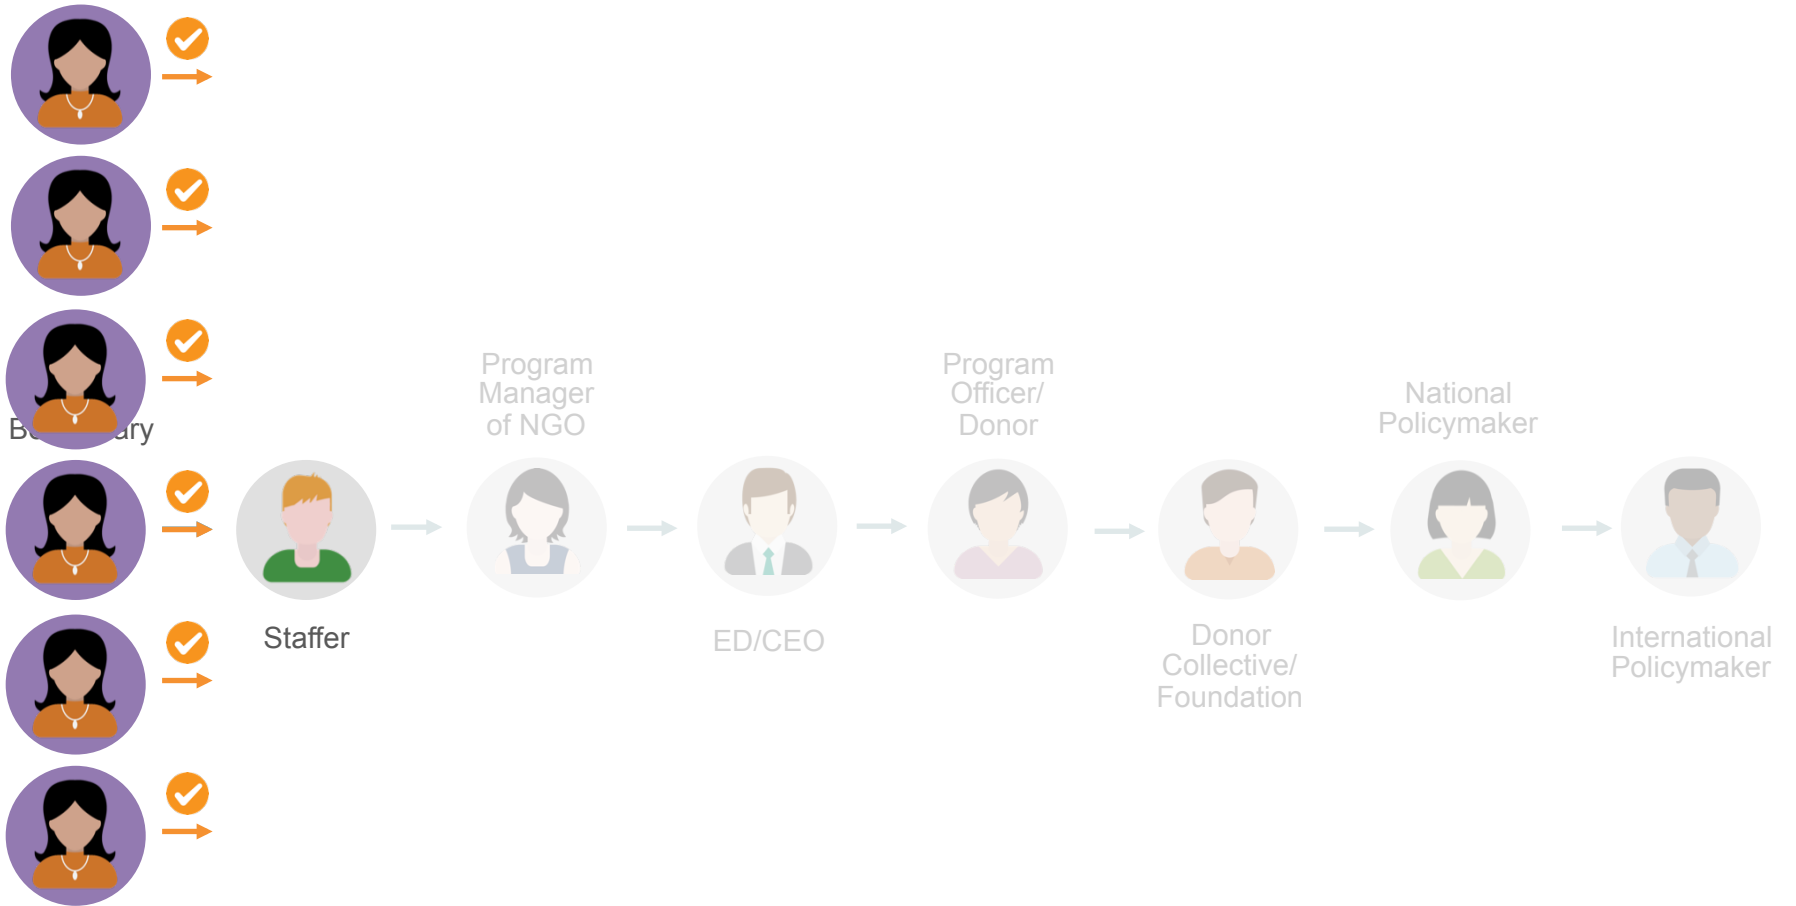 Program
Manager
of NGO
Program
Officer/
Donor
National
Policymaker
Staffer
ED/CEO
Donor
Collective/
Foundation
International
Policymaker